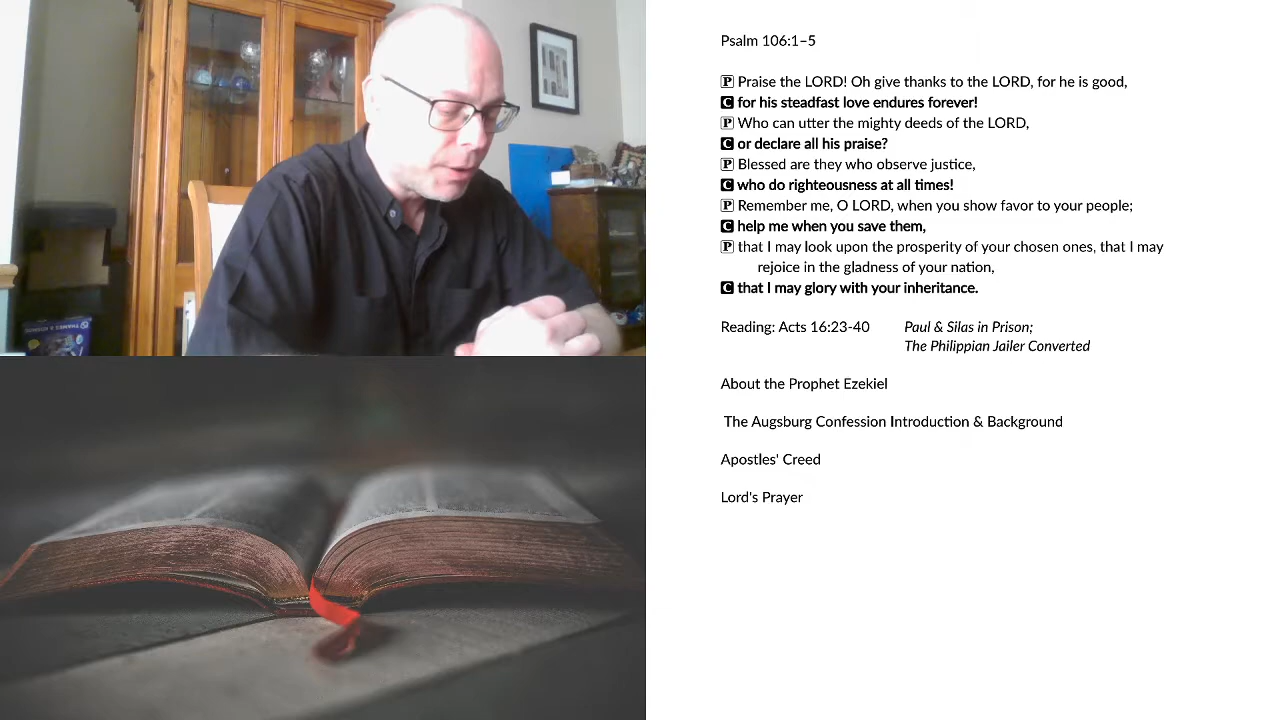 Psalm 106:1–5
P Praise the LORD! Oh give thanks to the LORD, for he is good,
C for his steadfast love endures forever!
P Who can utter the mighty deeds of the LORD,
C or declare all his praise?
P Blessed are they who observe justice,
C who do righteousness at all times!
P Remember me, O LORD, when you show favor to your people;
C help me when you save them,
P that I may look upon the prosperity of your chosen ones, that I may
rejoice in the gladness of your nation,
C that I may glory with your inheritance.
Reading: Acts 16:23-40 Paul & Silas in Prison;
The Philippian Jailer Converted
About the Prophet Ezekiel
The Augsburg Confession Introduction & Background
Apostles' Creed
Lord's Prayer